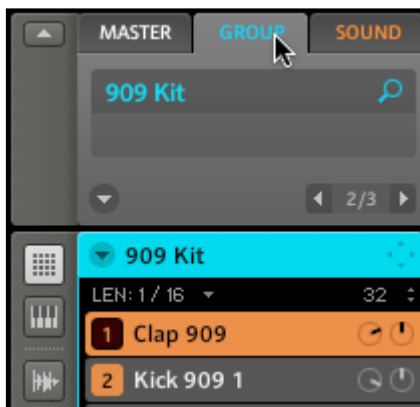 MASTER GROUP SOUND
909 Kit
2/3
909 Kit
LEN: 1 / 16 32
1 Clap 909
2 Kick 909 1